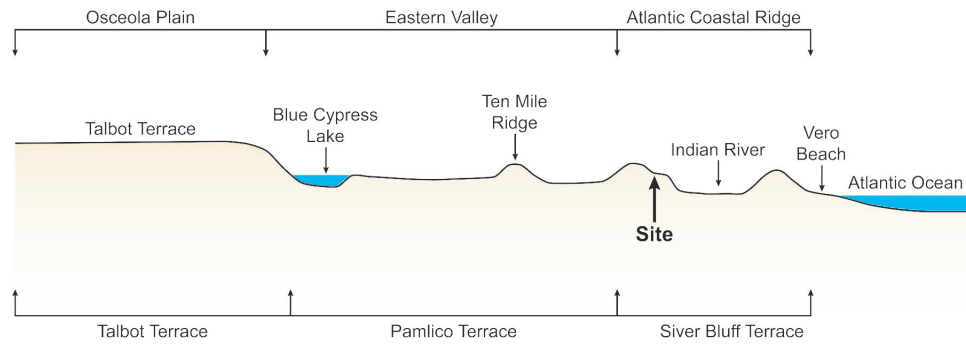 Osceola Plain
Eastern Valley
Atlantic Coastal Ridge
Talbot Terrace
Blue Cypress
Lake
Ten Mile
Ridge
Indian River
Vero
Beach
Atlantic Ocean
Site
Talbot Terrace
Pamlico Terrace
Siver Bluff Terrace